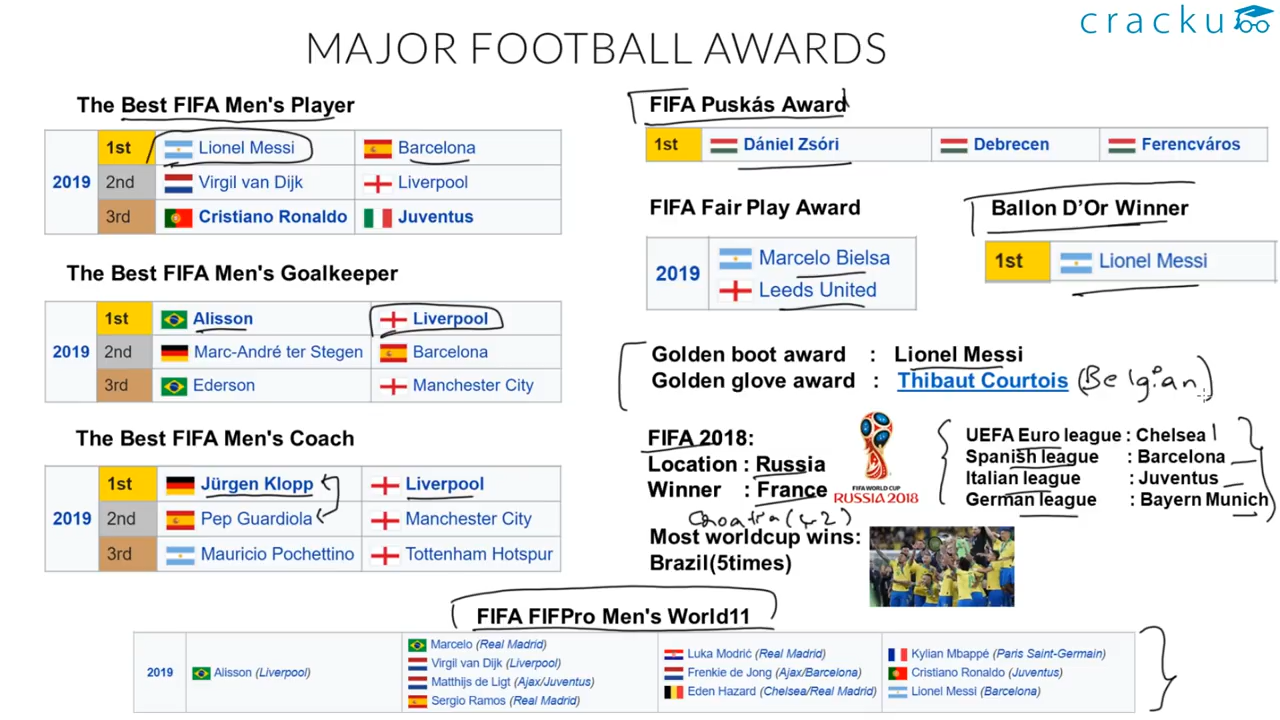 cracku
MAJOR FOOTBALL AWARDS
The Best FIFA Men's Player
2019 1st Lionel Messi Barcelona
2nd Virgil van Dijk Liverpool
3rd Cristiano Ronaldo Juventus
The Best FIFA Men's Goalkeeper
2019 1st Alisson Liverpool
2nd Marc-André ter Stegen Barcelona
3rd Ederson Manchester City
The Best FIFA Men's Coach
2019 1st Jürgen Klopp Liverpool
2nd Pep Guardiola Manchester City
3rd Mauricio Pochettino Tottenham Hotspur
FIFA Puskás Award
1st Dániel Zsóri Debrecen Ferencváros
FIFA Fair Play Award
2019 Marcelo Bielsa
Leeds United
Ballon D'Or Winner
1st Lionel Messi
Golden boot award : Lionel Messi
Golden glove award : Thibaut Courtois (Belgian)
FIFA 2018:
Location : Russia
Winner : France
Croatia (42)
FIFA WORLD CUP
RUSSIA 2018
UEFA Euro league : Chelsea
Spanish league : Barcelona
Italian league : Juventus
German league : Bayern Munich
Most worldcup wins:
Brazil(5times)
FIFA FIFPro Men's World11
2019 Alisson (Liverpool)
Marcelo (Real Madrid)
Virgil van Dijk (Liverpool)
Matthijs de Ligt (Ajax/Juventus)
Sergio Ramos (Real Madrid)
Luka Modrić (Real Madrid)
Frenkie de Jong (Ajax/Barcelona)
Eden Hazard (Chelsea/Real Madrid)
Kylian Mbappé (Paris Saint-Germain)
Cristiano Ronaldo (Juventus)
Lionel Messi (Barcelona)